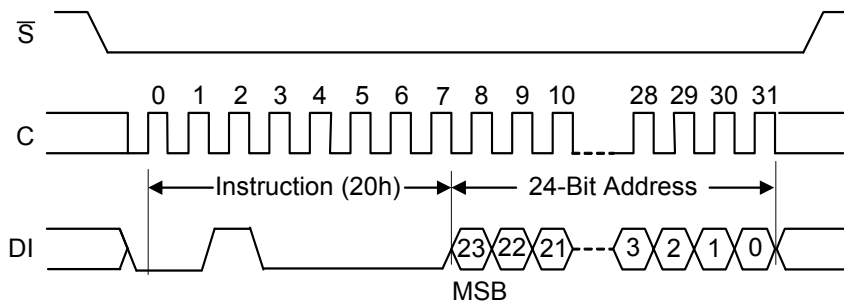 S
0 1 2 3 4 5 6 7 8 9 10 28 29 30 31
C
Instruction (20h) 24-Bit Address
DI 23 22 21 3 2 1 0
MSB